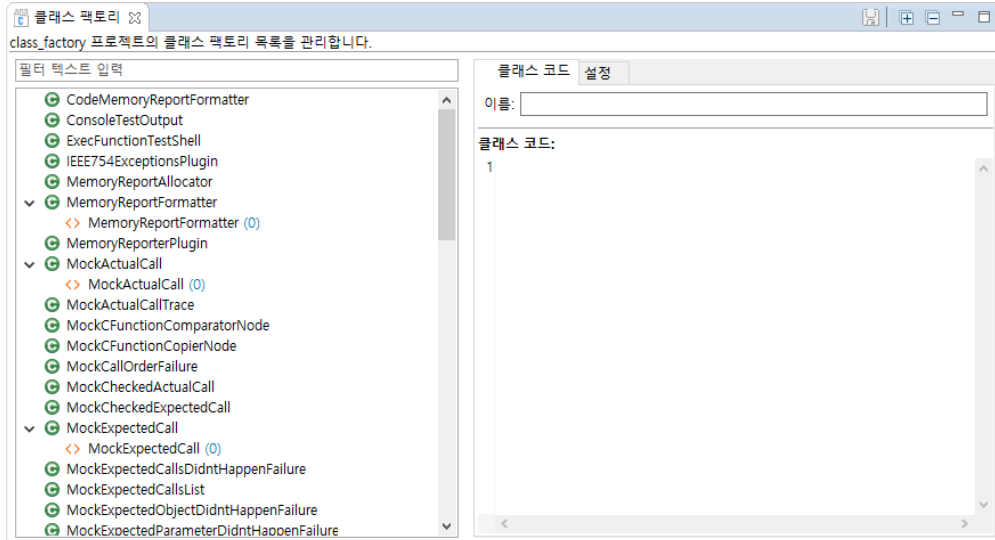 클래스 팩토리
class_factory 프로젝트의 클래스 팩토리 목록을 관리합니다.
필터 텍스트 입력
CodeMemoryReportFormatter
ConsoleTestOutput
ExecFunctionTestShell
IEEE754ExceptionsPlugin
MemoryReportAllocator
MemoryReportFormatter
<> MemoryReportFormatter (0)
MemoryReporterPlugin
MockActualCall
<> MockActualCall (0)
MockActualCallTrace
MockCFunctionComparatorNode
MockCFunctionCopierNode
MockCallOrderFailure
MockCheckedActualCall
MockCheckedExpectedCall
MockExpectedCall
<> MockExpectedCall (0)
MockExpectedCallsDidntHappenFailure
MockExpectedCallsList
MockExpectedObjectDidntHappenFailure
MockExpectedParameterDidntHappenFailure
클래스 코드 설정
이름:
클래스 코드:
1